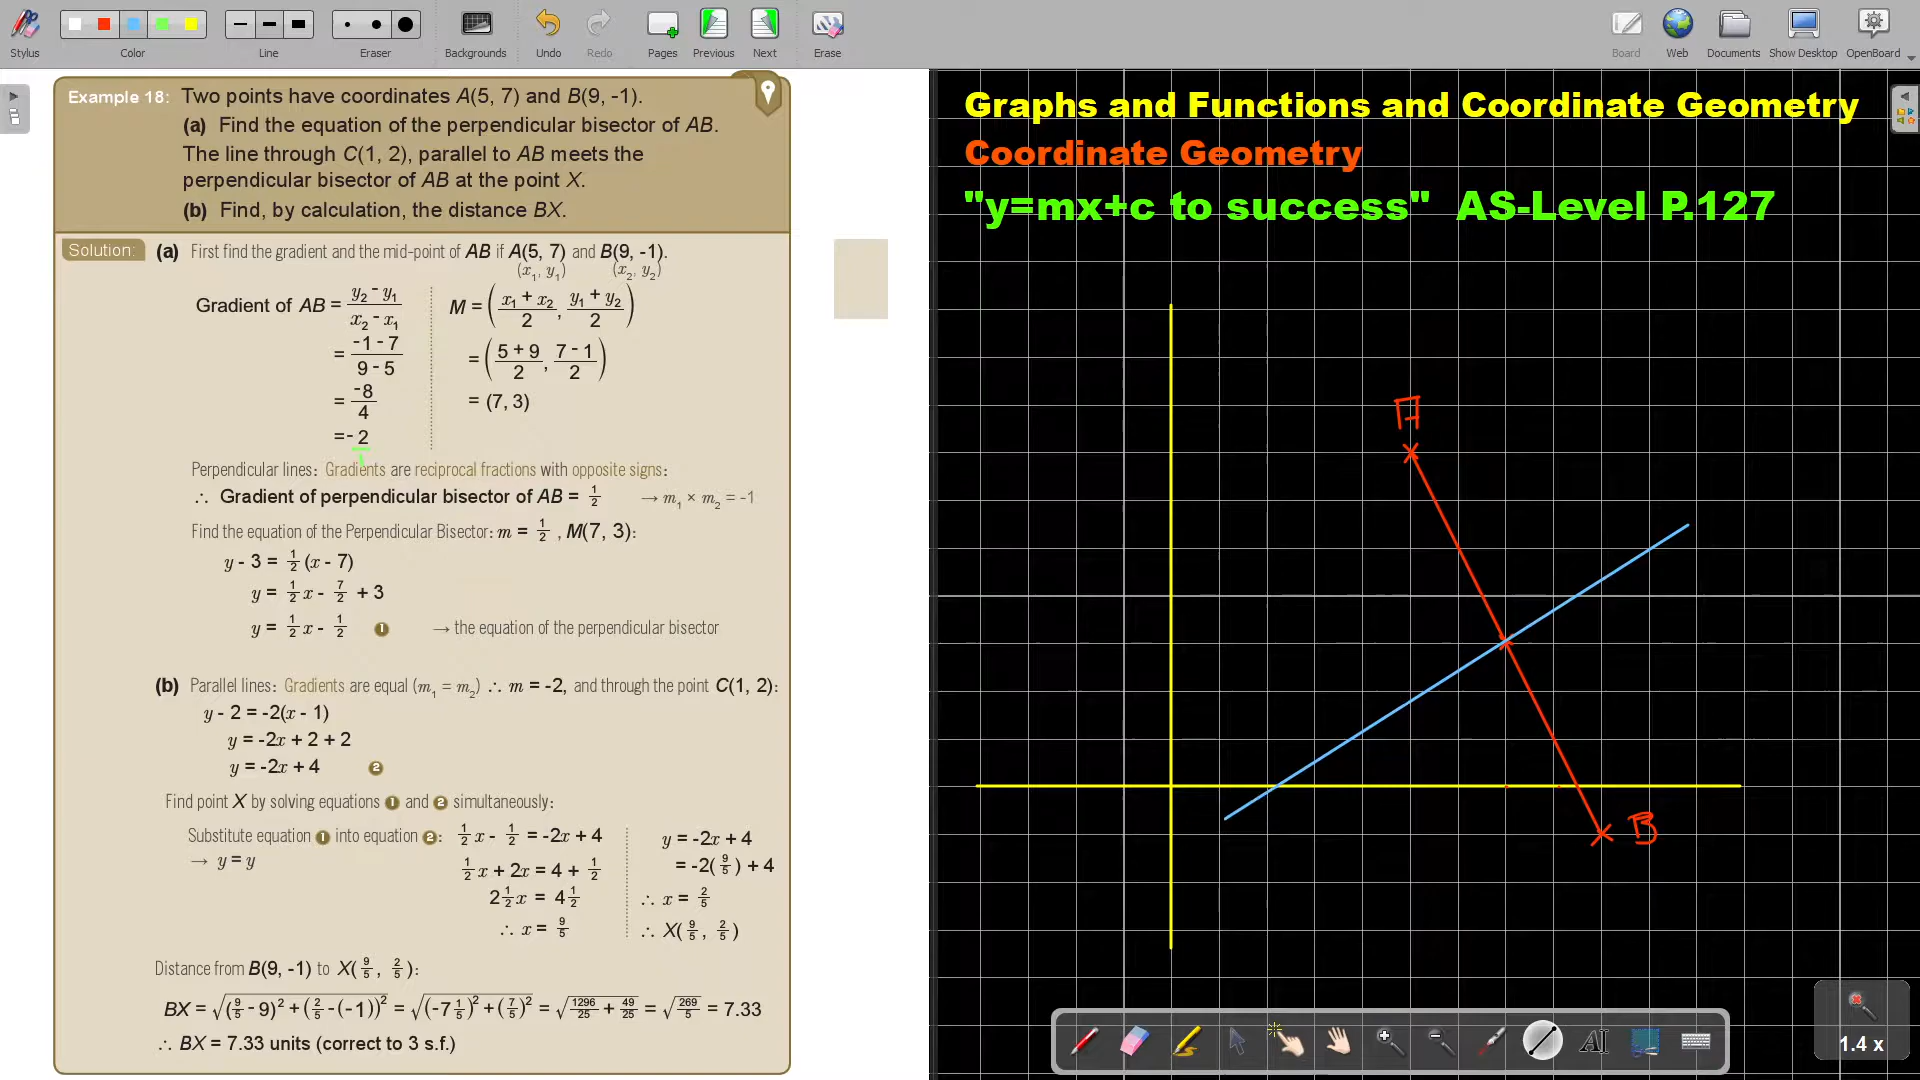 Stylus Color Line Eraser Backgrounds Undo Redo Pages Previous Next Erase Board Web Documents Show Desktop OpenBoard
Example 18: Two points have coordinates A(5, 7) and B(9, -1).
(a) Find the equation of the perpendicular bisector of AB.
The line through C(1, 2), parallel to AB meets the
perpendicular bisector of AB at the point X.
(b) Find, by calculation, the distance BX.
Solution: (a) First find the gradient and the mid-point of AB if A(5, 7) and B(9, -1).
(x₁, y₁) (x₂, y₂)
Gradient of AB = (y₂ - y₁)/(x₂ - x₁)
= (-1 - 7)/(9 - 5)
= -8/4
= -2/1
M = ((x₁ + x₂)/2, (y₁ + y₂)/2)
= ((5 + 9)/2, (7 - 1)/2)
= (7, 3)
Perpendicular lines: Gradients are reciprocal fractions with opposite signs:
∴ Gradient of perpendicular bisector of AB = 1/2 → m₁ × m₂ = -1
Find the equation of the Perpendicular Bisector: m = 1/2 , M(7, 3):
y - 3 = 1/2 (x - 7)
y = 1/2 x - 7/2 + 3
y = 1/2 x - 1/2 1 → the equation of the perpendicular bisector
(b) Parallel lines: Gradients are equal (m₁ = m₂) ∴ m = -2, and through the point C(1, 2):
y - 2 = -2(x - 1)
y = -2x + 2 + 2
y = -2x + 4 2
Find point X by solving equations 1 and 2 simultaneously:
Substitute equation 1 into equation 2:
→ y = y
1/2 x - 1/2 = -2x + 4
1/2 x + 2x = 4 + 1/2
2 1/2 x = 4 1/2
∴ x = 9/5
y = -2x + 4
= -2(9/5) + 4
∴ x = 2/5
∴ X(9/5, 2/5)
Distance from B(9, -1) to X(9/5, 2/5):
BX = √((9/5 - 9)² + (2/5 - (-1))²) = √((-7 1/5)² + (7/5)²) = √(1296/25 + 49/25) = √(269/5) = 7.33
∴ BX = 7.33 units (correct to 3 s.f.)
Graphs and Functions and Coordinate Geometry
Coordinate Geometry
"y=mx+c to success" AS-Level P.127
A
B
AI
1.4 x